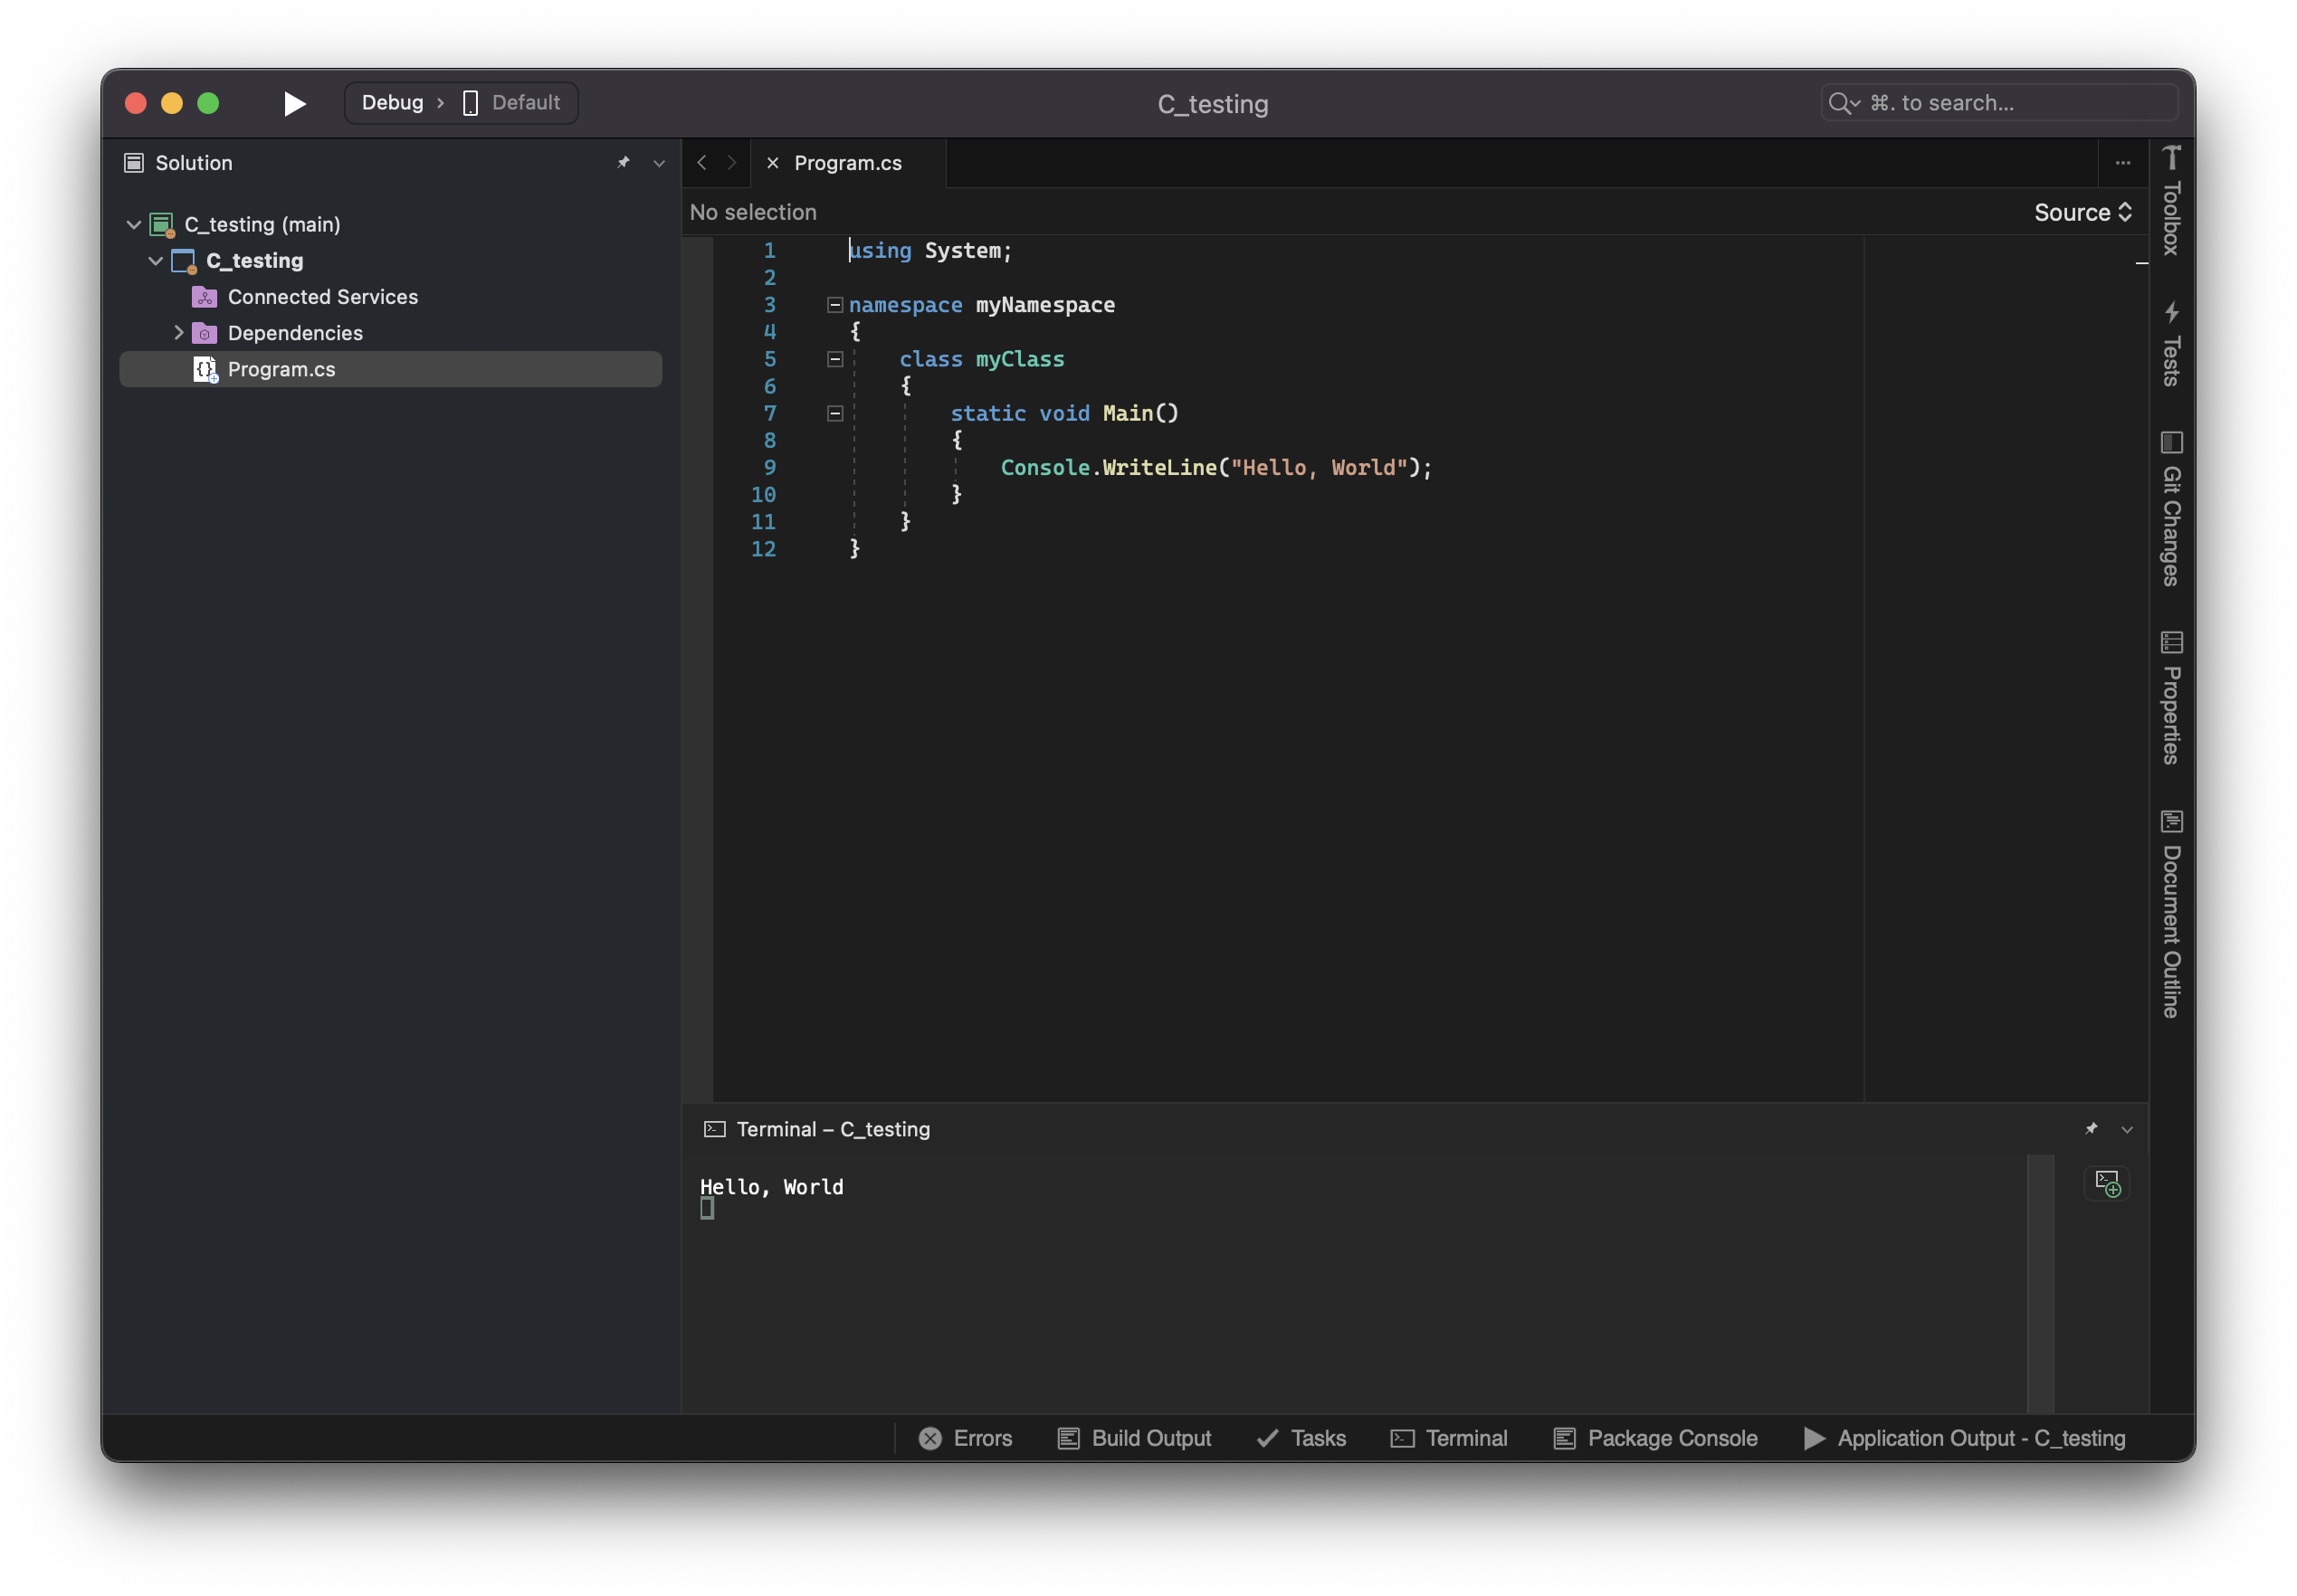 Debug › Default
C_testing
⌘. to search...
Solution
C_testing (main)
C_testing
Connected Services
Dependencies
Program.cs
Program.cs
No selection
Source
1 using System;
2
3 namespace myNamespace
4 {
5     class myClass
6     {
7         static void Main()
8         {
9             Console.WriteLine("Hello, World");
10         }
11     }
12 }
Toolbox
Tests
Git Changes
Properties
Document Outline
Terminal – C_testing
Hello, World
Errors
Build Output
Tasks
Terminal
Package Console
Application Output - C_testing